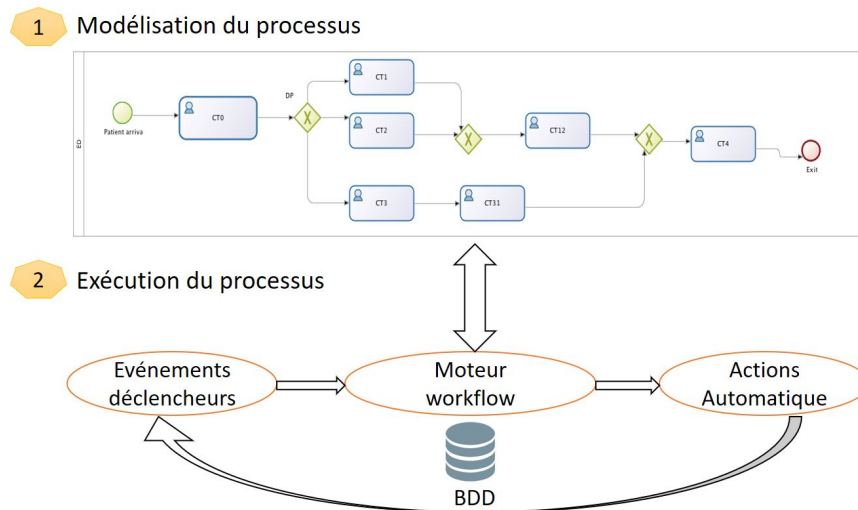 1 Modélisation du processus
ED
Patient arriva
CT0
DP
CT1
CT2
CT3
CT31
CT12
CT4
Exit
2 Exécution du processus
Evénements
déclencheurs
Moteur
workflow
Actions
Automatique
BDD